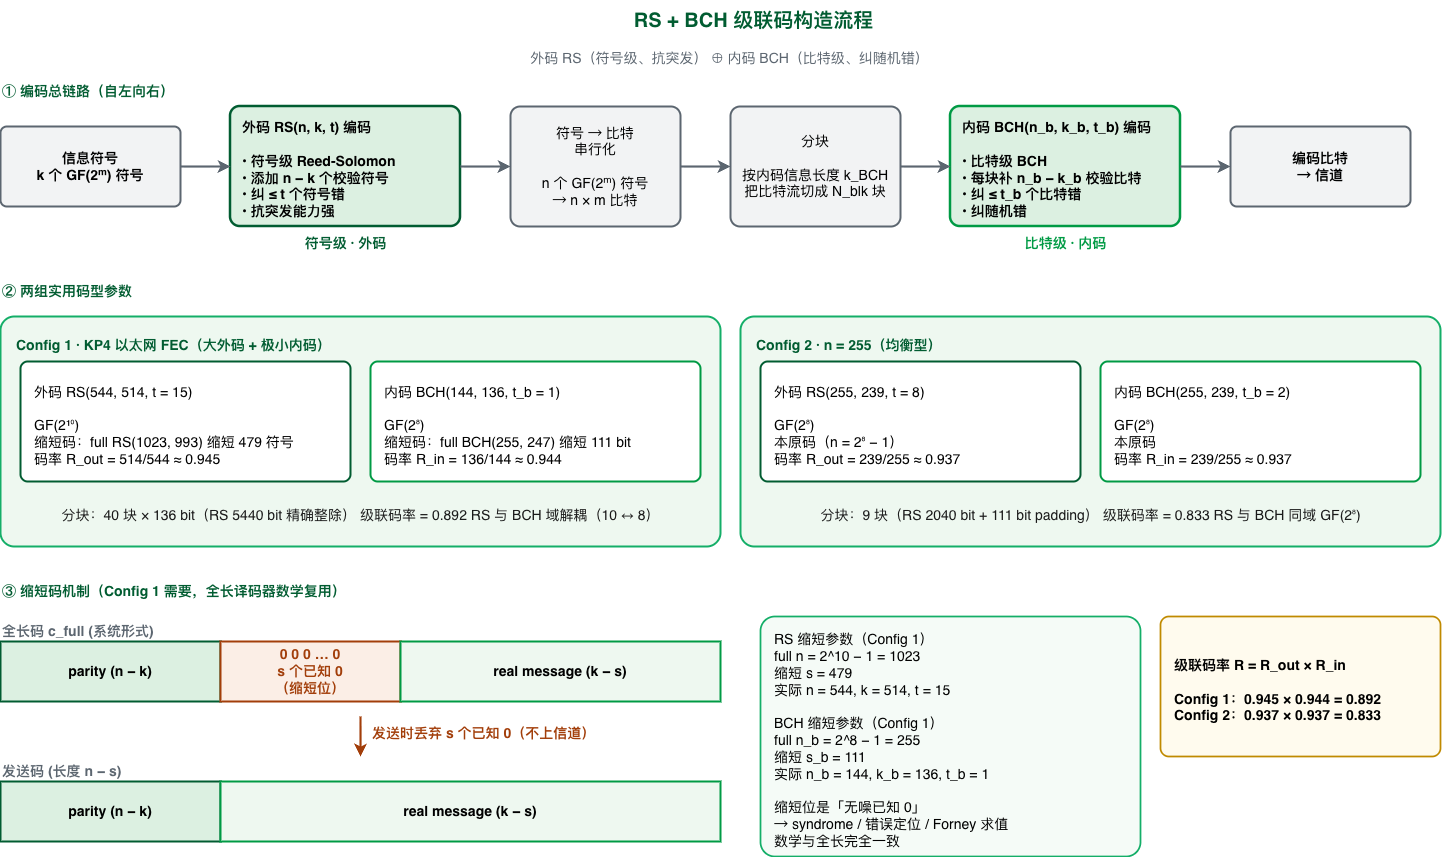 RS + BCH 级联码构造流程
外码 RS（符号级、抗突发） ⊕ 内码 BCH（比特级、纠随机错）
① 编码总链路（自左向右）
信息符号
k 个 GF(2ᵐ) 符号
外码 RS(n, k, t) 编码
· 符号级 Reed-Solomon
· 添加 n − k 个校验符号
· 纠 ≤ t 个符号错
· 抗突发能力强
符号级 · 外码
符号 → 比特
串行化
n 个 GF(2ᵐ) 符号
→ n × m 比特
分块
按内码信息长度 k_BCH
把比特流切成 N_blk 块
内码 BCH(n_b, k_b, t_b) 编码
· 比特级 BCH
· 每块补 n_b − k_b 校验比特
· 纠 ≤ t_b 个比特错
· 纠随机错
比特级 · 内码
编码比特
→ 信道
② 两组实用码型参数
Config 1 · KP4 以太网 FEC（大外码 + 极小内码）
外码 RS(544, 514, t = 15)
GF(2¹⁰)
缩短码：full RS(1023, 993) 缩短 479 符号
码率 R_out = 514/544 ≈ 0.945
内码 BCH(144, 136, t_b = 1)
GF(2⁸)
缩短码：full BCH(255, 247) 缩短 111 bit
码率 R_in = 136/144 ≈ 0.944
分块：40 块 × 136 bit（RS 5440 bit 精确整除） 级联码率 = 0.892 RS 与 BCH 域解耦（10 ↔ 8）
Config 2 · n = 255（均衡型）
外码 RS(255, 239, t = 8)
GF(2⁸)
本原码（n = 2⁸ − 1）
码率 R_out = 239/255 ≈ 0.937
内码 BCH(255, 239, t_b = 2)
GF(2⁸)
本原码
码率 R_in = 239/255 ≈ 0.937
分块：9 块（RS 2040 bit + 111 bit padding） 级联码率 = 0.833 RS 与 BCH 同域 GF(2⁸)
③ 缩短码机制（Config 1 需要，全长译码器数学复用）
全长码 c_full (系统形式)
parity (n − k)
0 0 0 … 0
s 个已知 0
（缩短位）
real message (k − s)
发送时丢弃 s 个已知 0（不上信道）
发送码 (长度 n − s)
parity (n − k)
real message (k − s)
RS 缩短参数（Config 1）
full n = 2^10 − 1 = 1023
缩短 s = 479
实际 n = 544, k = 514, t = 15
BCH 缩短参数（Config 1）
full n_b = 2^8 − 1 = 255
缩短 s_b = 111
实际 n_b = 144, k_b = 136, t_b = 1
缩短位是「无噪已知 0」
→ syndrome / 错误定位 / Forney 求值
数学与全长完全一致
级联码率 R = R_out × R_in
Config 1：0.945 × 0.944 = 0.892
Config 2：0.937 × 0.937 = 0.833